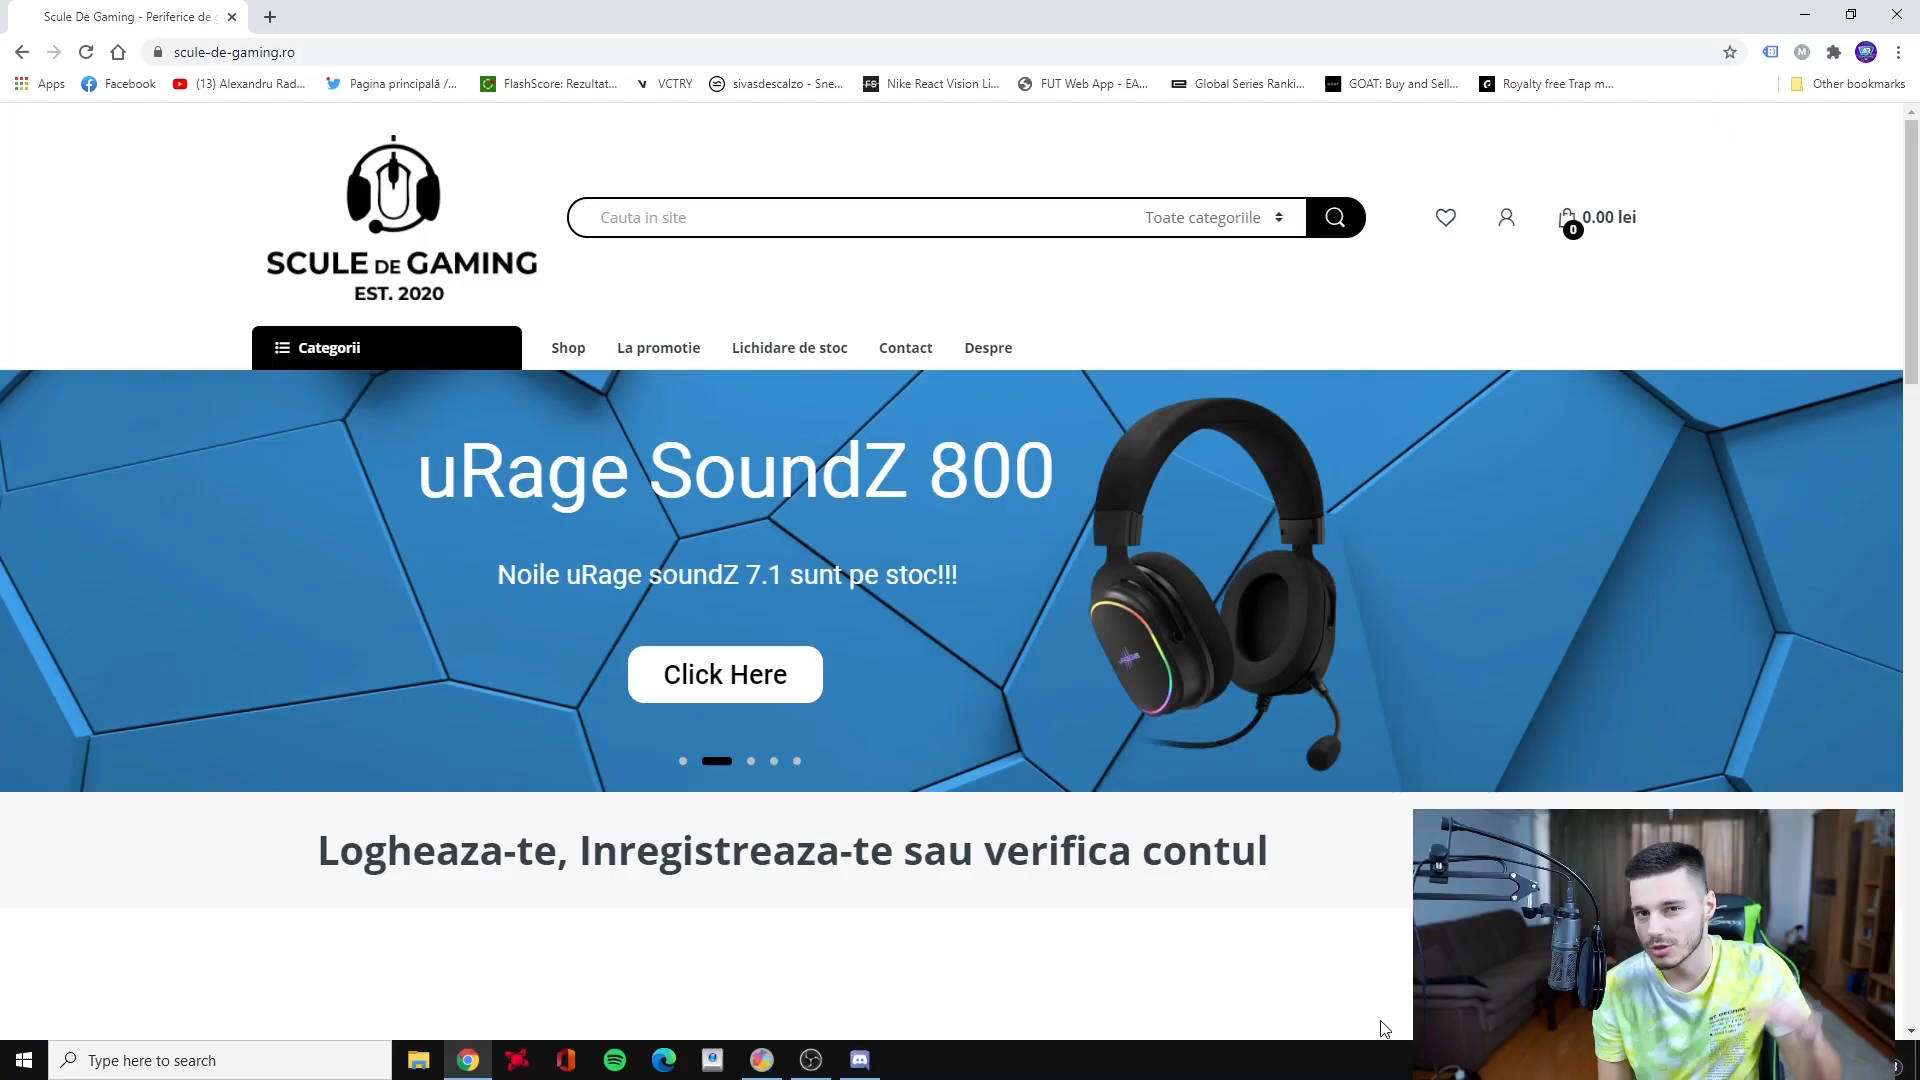 Scule De Gaming - Periferice de g
scule-de-gaming.ro
Apps
Facebook
(13) Alexandru Rad...
Pagina principală /...
FlashScore: Rezultat...
VCTRY
sivasdescalzo - Sne...
Nike React Vision Li...
FUT Web App - EA...
Global Series Ranki...
GOAT: Buy and Sell...
Royalty free Trap m...
Other bookmarks
SCULE DE GAMING
EST. 2020
Cauta in site
Toate categoriile
0
0.00 lei
Categorii
Shop
La promotie
Lichidare de stoc
Contact
Despre
uRage SoundZ 800
Noile uRage soundZ 7.1 sunt pe stoc!!!
Click Here
Logheaza-te, Inregistreaza-te sau verifica contul
Type here to search